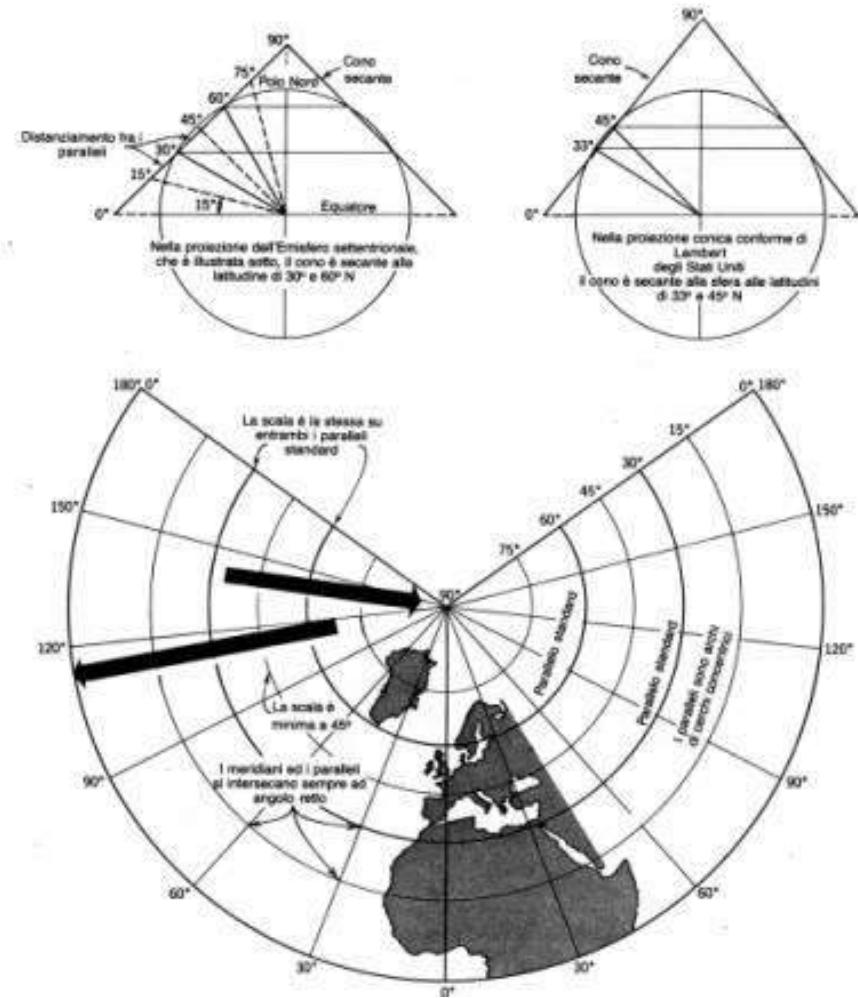 90°
75°
Polo Nord
Cono
secante
60°
45°
Distanziamento fra i
paralleli
30°
15°
15°
0°
Equatore
Nella proiezione dell'Emisfero settentrionale,
che è illustrata sotto, il cono è secante alla
latitudine di 30° e 60° N
90°
Cono
secante
45°
33°
0°
0°
Nella proiezione conica conforme di
Lambert
degli Stati Uniti
il cono è secante alla sfera alle latitudini
di 33° e 45° N
180° 0°
La scala è la stessa su
entrambi i paralleli
standard
0° 180°
15°
30°
45°
60°
75°
90°
150°
150°
120°
120°
Parallelo standard
Parallelo standard
I paralleli sono archi
di cerchi concentrici
La scala è
minima a 45°
I meridiani ed i paralleli
si intersecano sempre ad
angolo retto
90°
90°
60°
60°
30°
30°
0°